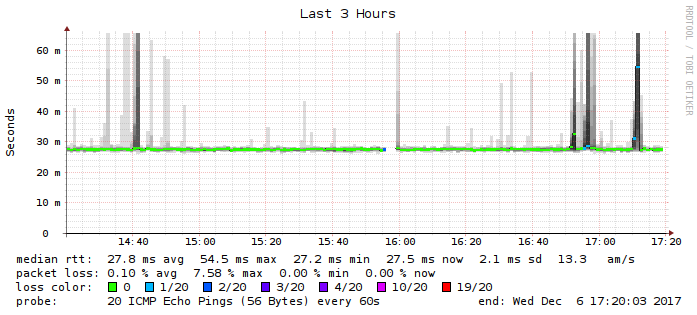 Last 3 Hours
RRDTOOL / TOBI OETIKER
Seconds
60 m
50 m
40 m
30 m
20 m
10 m
0
14:40 15:00 15:20 15:40 16:00 16:20 16:40 17:00 17:20
median rtt: 27.8 ms avg 54.5 ms max 27.2 ms min 27.5 ms now 2.1 ms sd 13.3 am/s
packet loss: 0.10 % avg 7.58 % max 0.00 % min 0.00 % now
loss color: 0 1/20 2/20 3/20 4/20 10/20 19/20
probe: 20 ICMP Echo Pings (56 Bytes) every 60s end: Wed Dec 6 17:20:03 2017